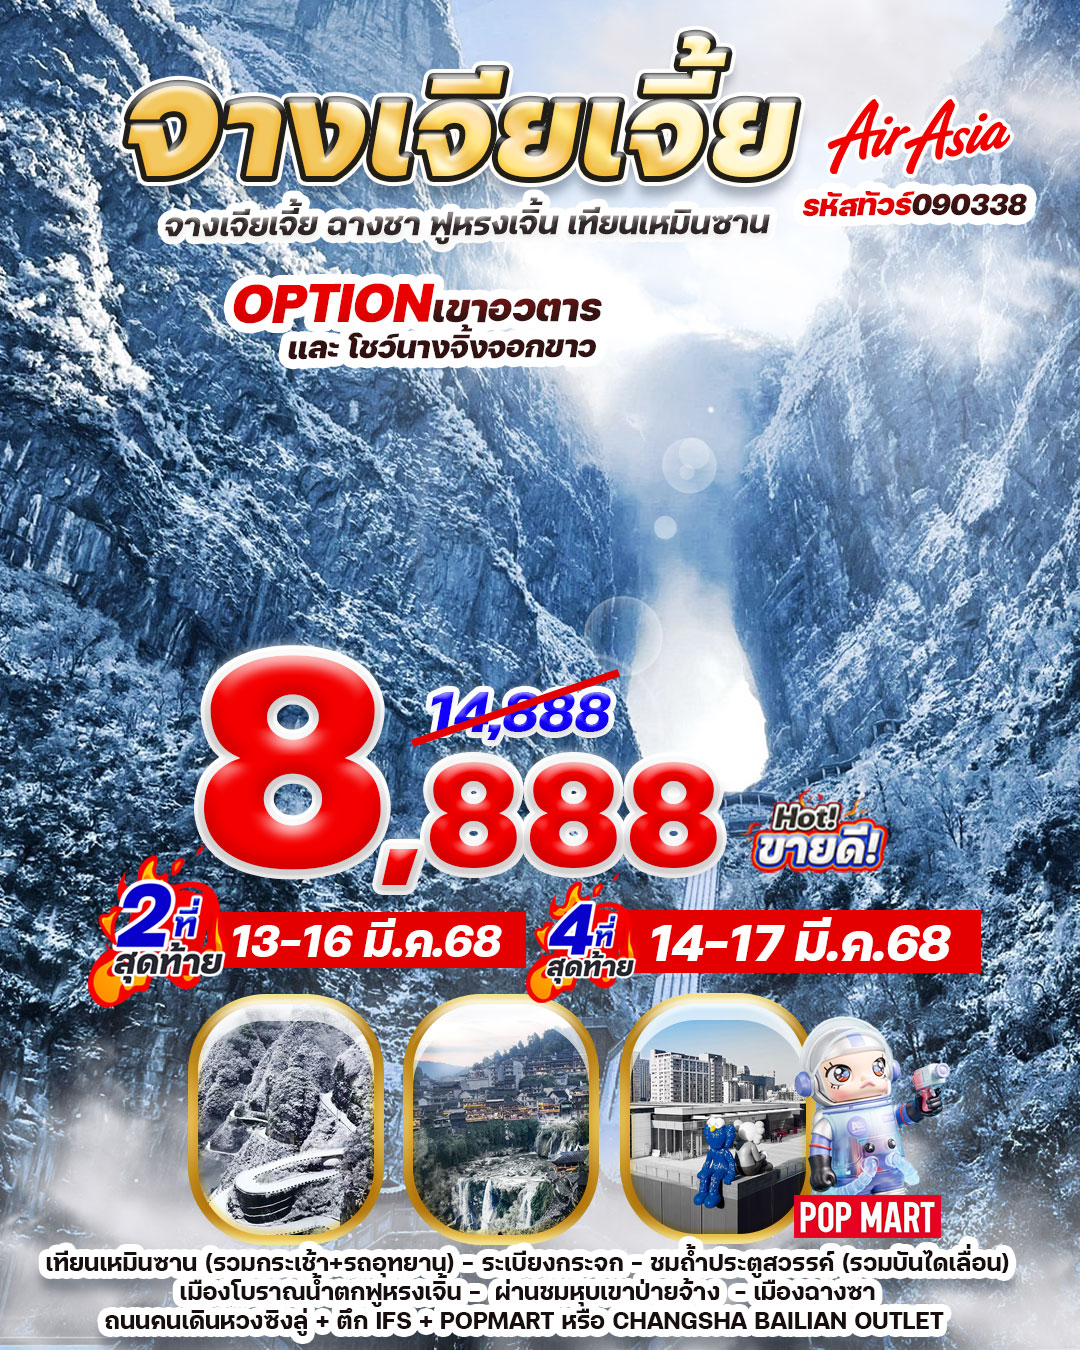 จางเจียเจี้ย
AirAsia
รหัสทัวร์090338
จางเจียเจี้ย ฉางชา ฟูหรงเจิ้น เทียนเหมินซาน
OPTIONเขาอวตาร
และ โชว์นางจิ้งจอกขาว
14,888
8,888
Hot!
ขายดี!
2 ที่
สุดท้าย
13-16 มี.ค.68
4 ที่
สุดท้าย
14-17 มี.ค.68
POP MART
เทียนเหมินซาน (รวมกระเช้า+รถอุทยาน) - ระเบียงกระจก - ชมถ้ำประตูสวรรค์ (รวมบันไดเลื่อน)
เมืองโบราณน้ำตกฟูหรงเจิ้น - ผ่านชมหุบเขาป่ายจ้าง - เมืองฉางซา
ถนนคนเดินหวงซิงลู่ + ตึก IFS + POPMART หรือ CHANGSHA BAILIAN OUTLET